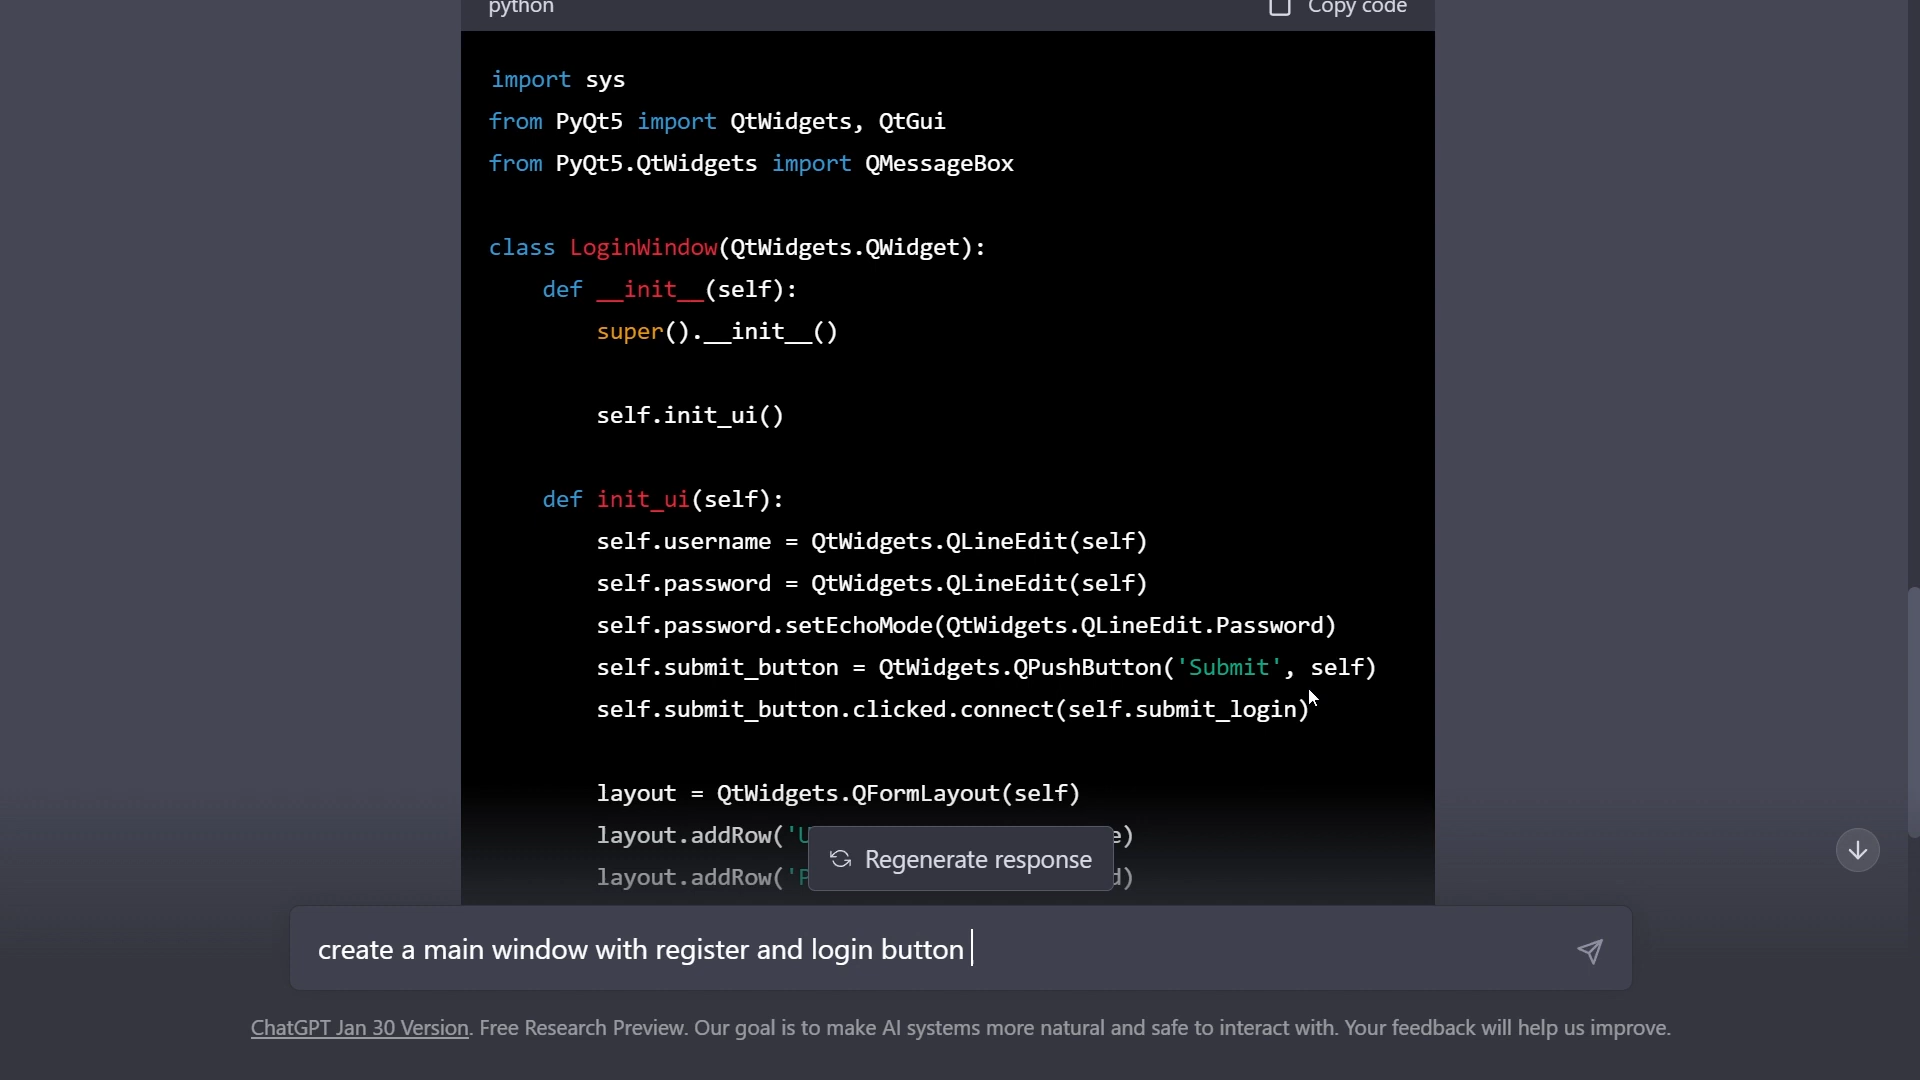 python
Copy code
import sys
from PyQt5 import QtWidgets, QtGui
from PyQt5.QtWidgets import QMessageBox
class LoginWindow(QtWidgets.QWidget):
    def __init__(self):
        super().__init__()
        self.init_ui()
    def init_ui(self):
        self.username = QtWidgets.QLineEdit(self)
        self.password = QtWidgets.QLineEdit(self)
        self.password.setEchoMode(QtWidgets.QLineEdit.Password)
        self.submit_button = QtWidgets.QPushButton('Submit', self)
        self.submit_button.clicked.connect(self.submit_login)
        layout = QtWidgets.QFormLayout(self)
        layout.addRow('U e)
        layout.addRow('P d)
Regenerate response
create a main window with register and login button
ChatGPT Jan 30 Version. Free Research Preview. Our goal is to make AI systems more natural and safe to interact with. Your feedback will help us improve.